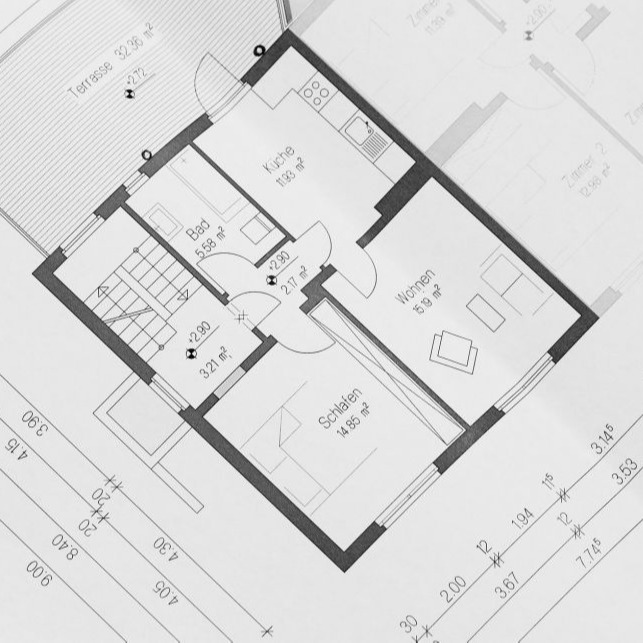 Terrasse 32.36 m²
+2.72
Zimmer 1
+2.90
Küche
11.93 m²
Zimmer 2
12.98 m²
Bad
5.58 m²
+2.90
2.17 m²
Wohnen
15.19 m²
+2.90
3.21 m²
Schlafen
14.85 m²
3.90
4.15
20
20
8.40
9.00
4.30
4.05
3.14⁵
3.53
11⁵
1.94
12
12
7.74⁵
2.00
3.67
30